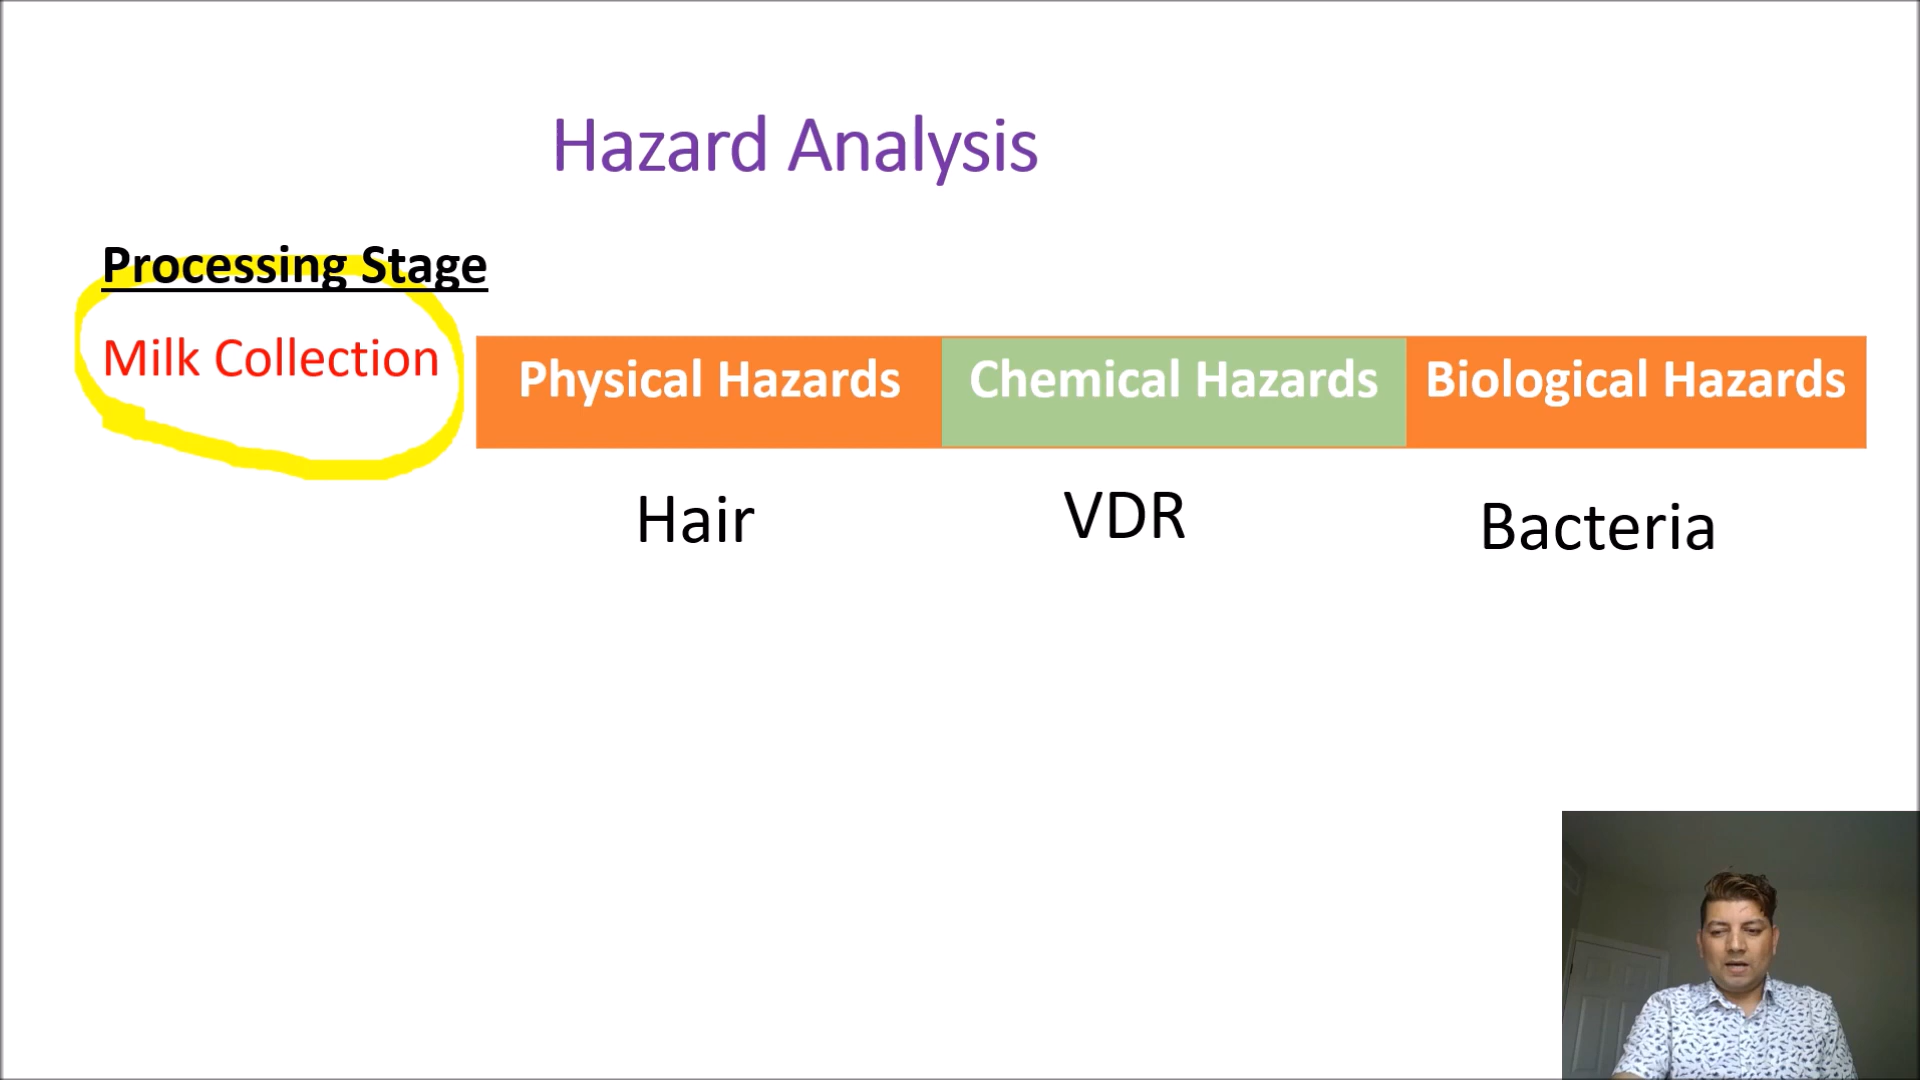 Hazard Analysis
Processing Stage
Milk Collection
Physical Hazards Chemical Hazards Biological Hazards
Hair VDR Bacteria